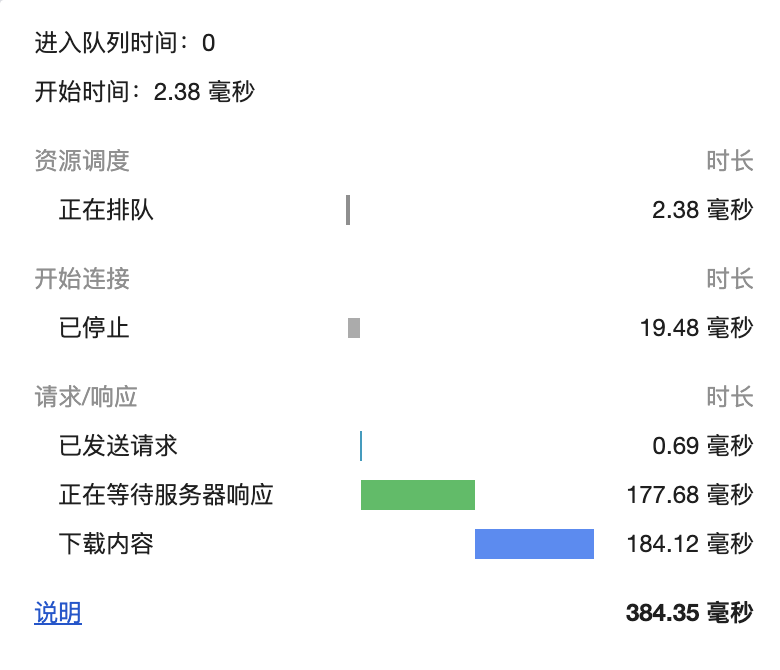 进入队列时间：0
开始时间：2.38 毫秒
资源调度 时长
正在排队 2.38 毫秒
开始连接 时长
已停止 19.48 毫秒
请求/响应 时长
已发送请求 0.69 毫秒
正在等待服务器响应 177.68 毫秒
下载内容 184.12 毫秒
说明 384.35 毫秒